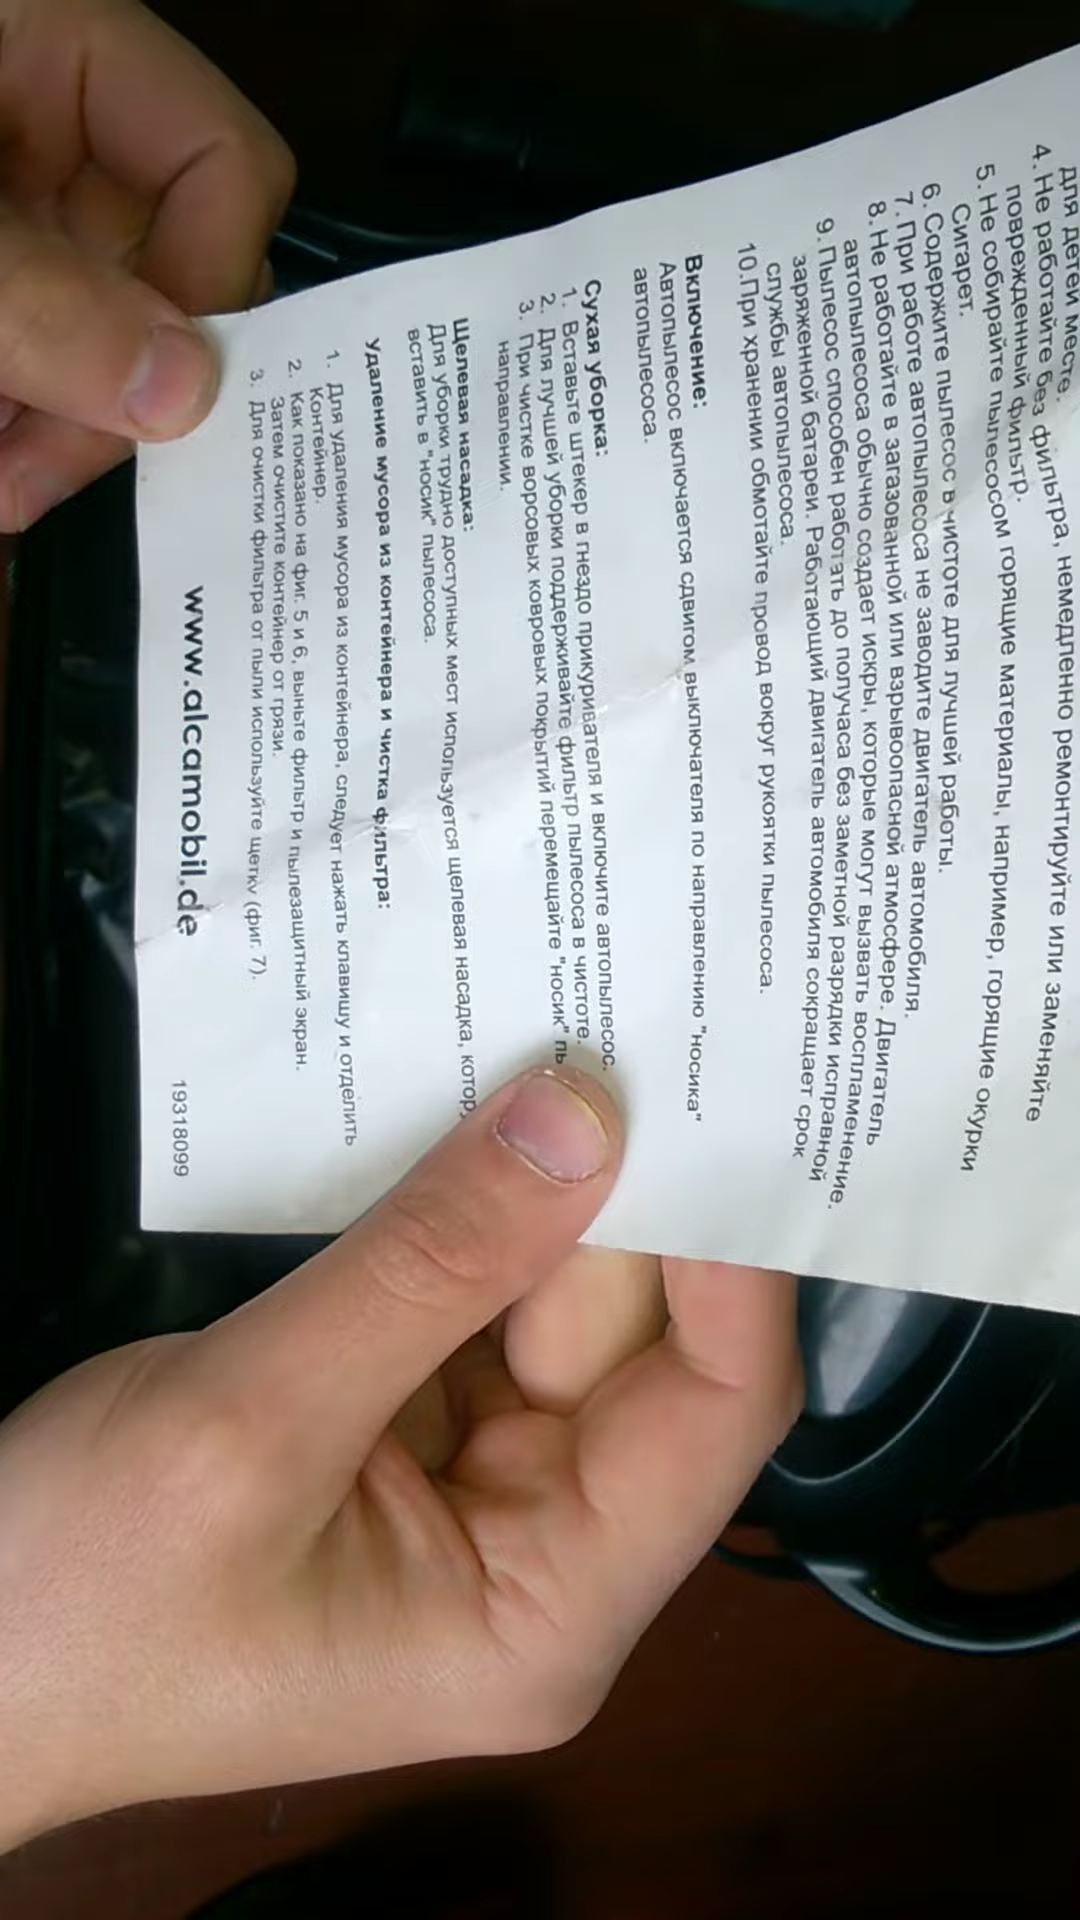 для детей месте.
4. Не работайте без фильтра, немедленно ремонтируйте или заменяйте
поврежденный фильтр.
5. Не собирайте пылесосом горящие материалы, например, горящие окурки
Сигарет.
6. Содержите пылесос в чистоте для лучшей работы.
7. При работе автопылесоса не заводите двигатель автомобиля.
8. Не работайте в загазованной или взрывоопасной атмосфере. Двигатель
автопылесоса обычно создает искры, которые могут вызвать воспламенение.
9. Пылесос способен работать до получаса без заметной разрядки исправной
заряженной батареи. Работающий двигатель автомобиля сокращает срок
службы автопылесоса.
10.При хранении обмотайте провод вокруг рукоятки пылесоса.
Включение:
Автопылесос включается сдвигом выключателя по направлению "носика"
автопылесоса.
Сухая уборка:
1. Вставьте штекер в гнездо прикуривателя и включите автопылесос.
2. Для лучшей уборки поддерживайте фильтр пылесоса в чистоте.
3. При чистке ворсовых ковровых покрытий перемещайте "носик"
направлении.
Щелевая насадка:
Для уборки трудно доступных мест используется щелевая насадка,
вставить в "носик" пылесоса.
Удаление мусора из контейнера и чистка фильтра:
1. Для удаления мусора из контейнера, следует нажать клавишу и отделить
Контейнер.
2. Как показано на фиг. 5 и 6, выньте фильтр и пылезащитный экран.
Затем очистите контейнер от грязи.
3. Для очистки фильтра от пыли используйте щетку (фиг. 7).
www.alcamobil.de
19318099